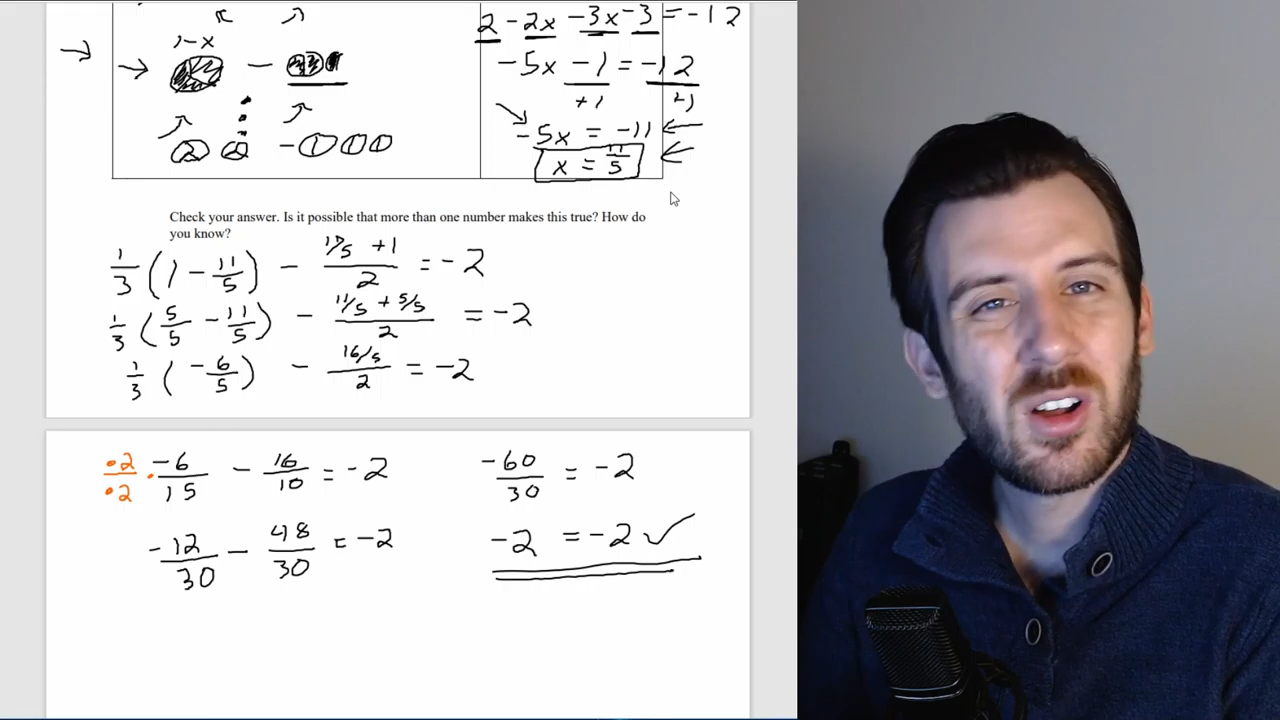 2 - 2x - 3x - 3 = -12
1-x
-5x - 1 = -12
+1 +1
-5x = -11
x = 11/5
Check your answer. Is it possible that more than one number makes this true? How do
you know?
1/3 (1 - 11/5) - (11/5 + 1)/2 = -2
1/3 (5/5 - 11/5) - (11/5 + 5/5)/2 = -2
1/3 (-6/5) - (16/5)/2 = -2
·2/·2 · -6/15 - 16/10 = -2
-12/30 - 48/30 = -2
-60/30 = -2
-2 = -2 ✓